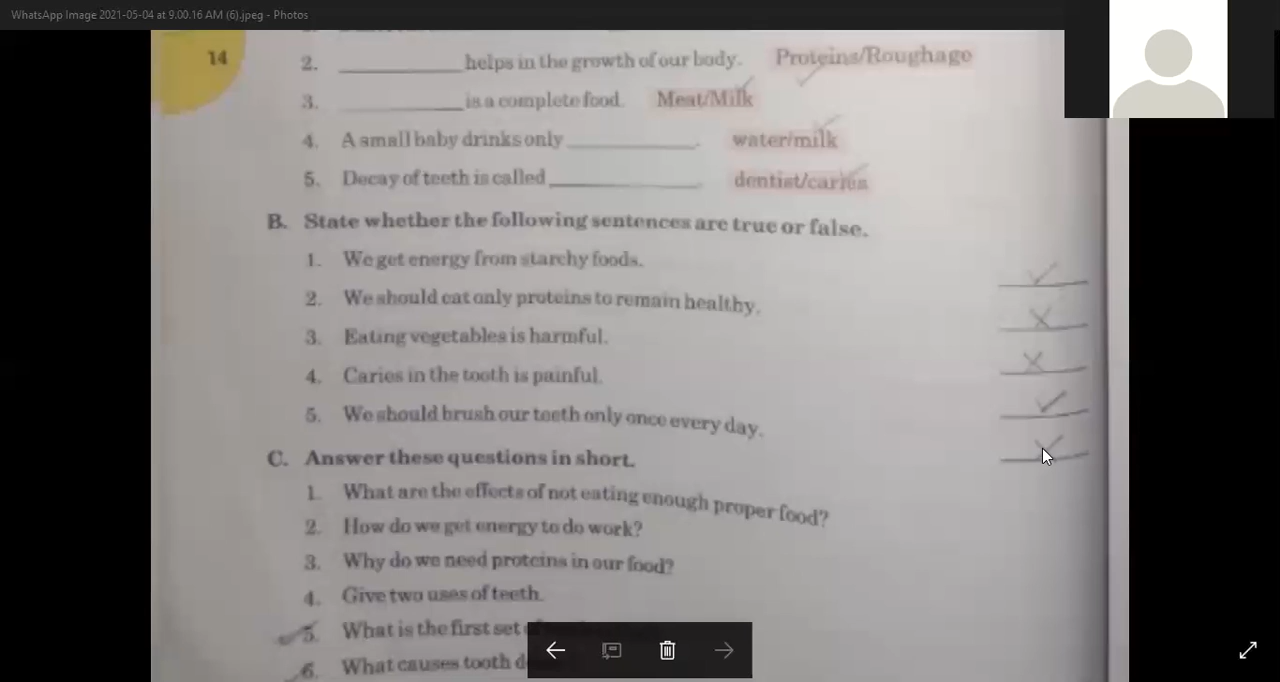 WhatsApp Image 2021-05-04 at 9.00.16 AM (6).jpeg - Photos
14
2. __________ helps in the growth of our body. Proteins/Roughage
3. __________ is a complete food. Meat/Milk
4. A small baby drinks only __________. water/milk
5. Decay of teeth is called __________ dentist/caries
B. State whether the following sentences are true or false.
1. We get energy from starchy foods. ✓
2. We should eat only proteins to remain healthy. ✗
3. Eating vegetables is harmful. ✗
4. Caries in the tooth is painful. ✓
5. We should brush our teeth only once every day. ✗
C. Answer these questions in short.
1. What are the effects of not eating enough proper food?
2. How do we get energy to do work?
3. Why do we need proteins in our food?
4. Give two uses of teeth.
5. What is the first set
6. What causes tooth